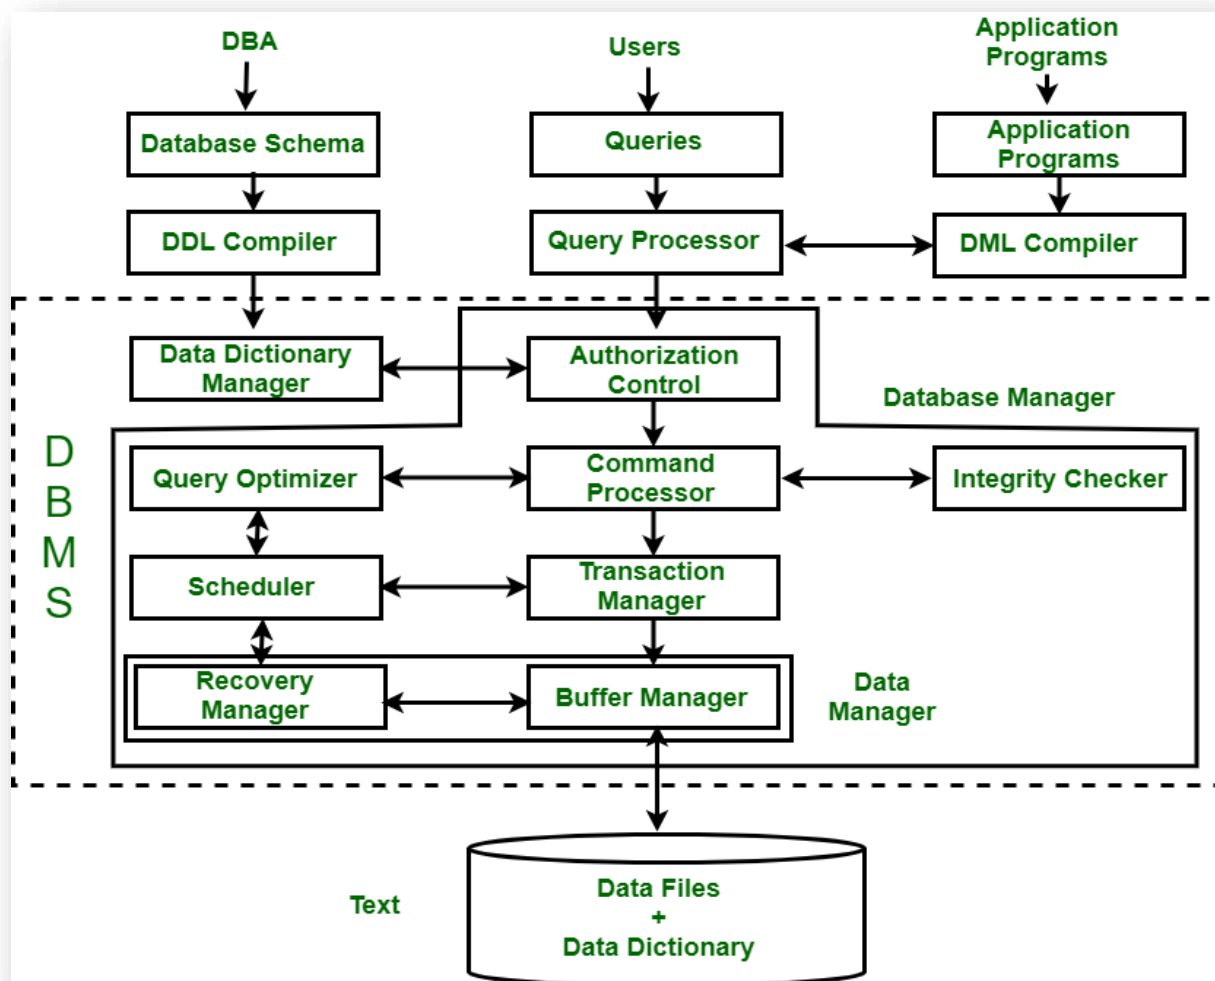 DBA
Users
Application
Programs
Database Schema
Queries
Application
Programs
DDL Compiler
Query Processor
DML Compiler
Data Dictionary
Manager
Authorization
Control
Database Manager
D
B
M
S
Query Optimizer
Command
Processor
Integrity Checker
Scheduler
Transaction
Manager
Recovery
Manager
Buffer Manager
Data
Manager
Text
Data Files
+
Data Dictionary